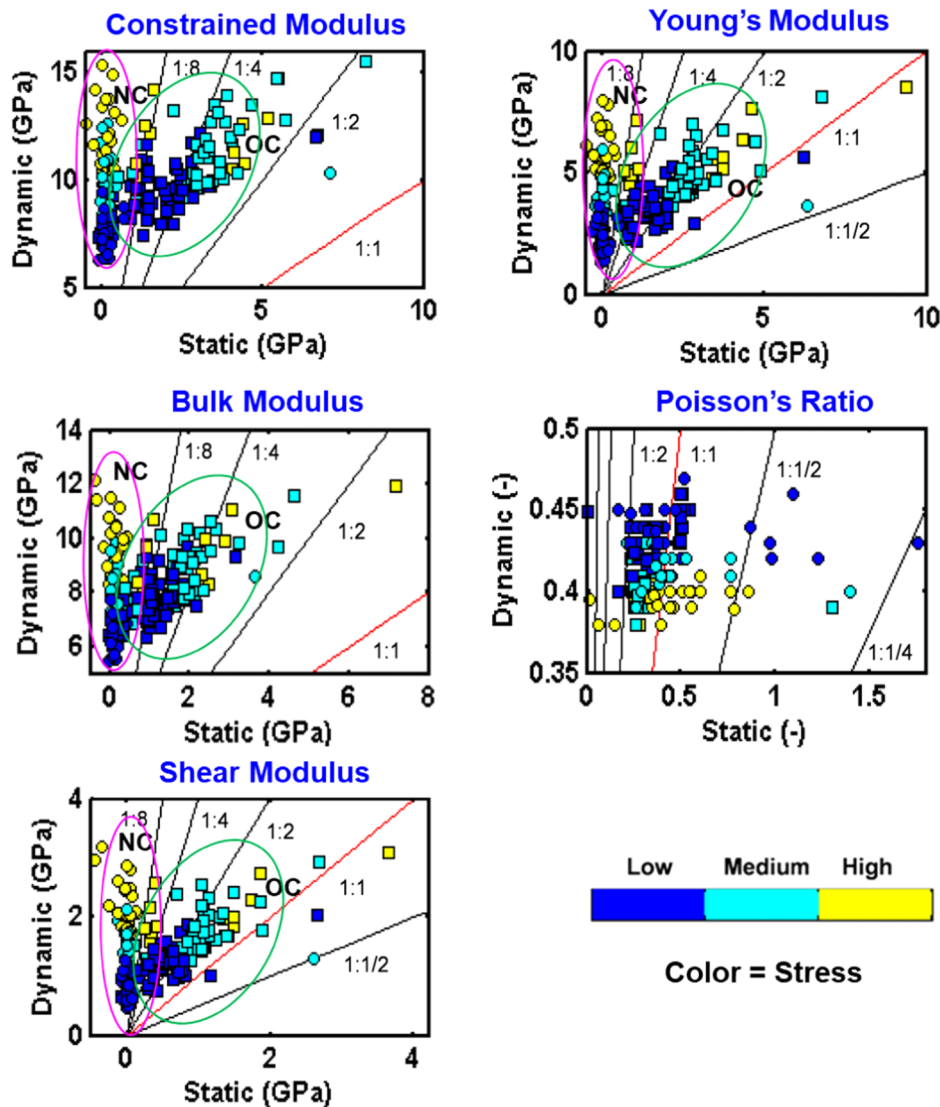 Constrained Modulus
15
10
5
Dynamic (GPa)
NC
1:8
1:4
OC
1:2
1:1
0
5
10
Static (GPa)
Young's Modulus
10
5
0
Dynamic (GPa)
1:8
NC
1:4
1:2
1:1
OC
1:1/2
0
5
10
Static (GPa)
Bulk Modulus
14
12
10
8
6
Dynamic (GPa)
NC
1:8
1:4
OC
1:2
1:1
0
2
4
6
8
Static (GPa)
Poisson's Ratio
0.5
0.45
0.4
0.35
Dynamic (-)
1:2
1:1
1:1/2
1:1/4
0
0.5
1
1.5
Static (-)
Shear Modulus
4
2
0
Dynamic (GPa)
1:8
NC
1:4
1:2
OC
1:1
1:1/2
0
2
4
Static (GPa)
Low Medium High
Color = Stress